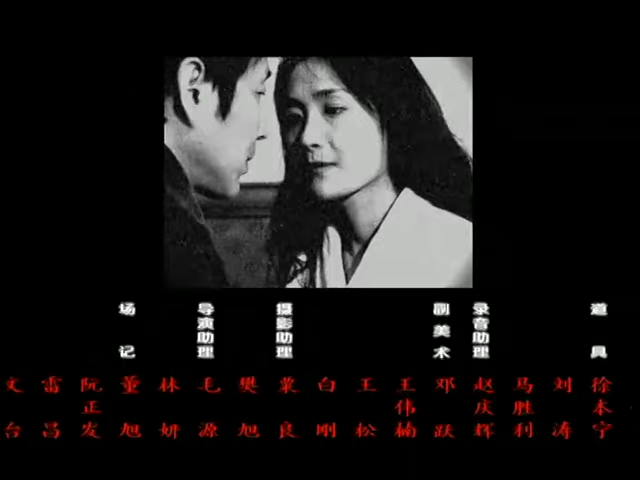 场记
导演助理
摄影助理
副美术
录音助理
道具
文台
雷昌
阮正发
董旭
林妍
毛源
樊旭
粟良
白刚
王松
王伟楠
邓跃
赵庆辉
马胜利
刘涛
徐本宁